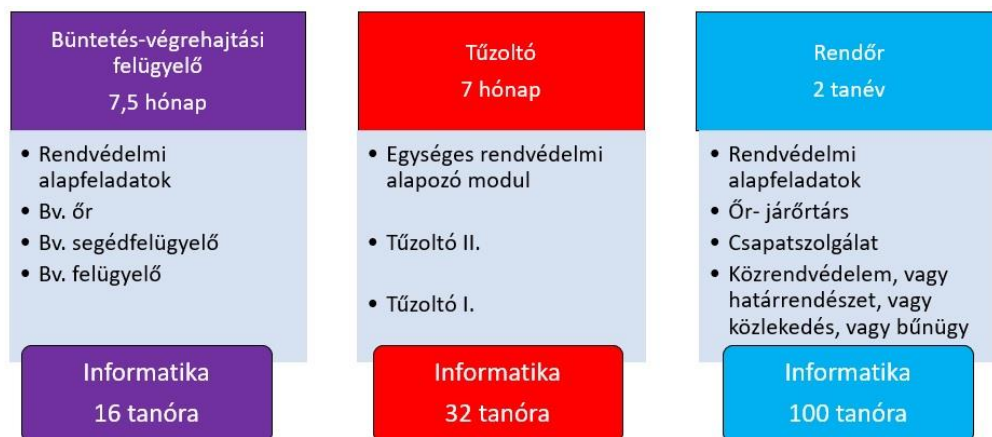 Büntetés-végrehajtási
felügyelő
7,5 hónap
• Rendvédelmi
alapfeladatok
• Bv. őr
• Bv. segédfelügyelő
• Bv. felügyelő
Informatika
16 tanóra
Tűzoltó
7 hónap
• Egységes rendvédelmi
alapozó modul
• Tűzoltó II.
• Tűzoltó I.
Informatika
32 tanóra
Rendőr
2 tanév
• Rendvédelmi
alapfeladatok
• Őr- járőrtárs
• Csapatszolgálat
• Közrendvédelem, vagy
határrendészet, vagy
közlekedés, vagy bűnügy
Informatika
100 tanóra